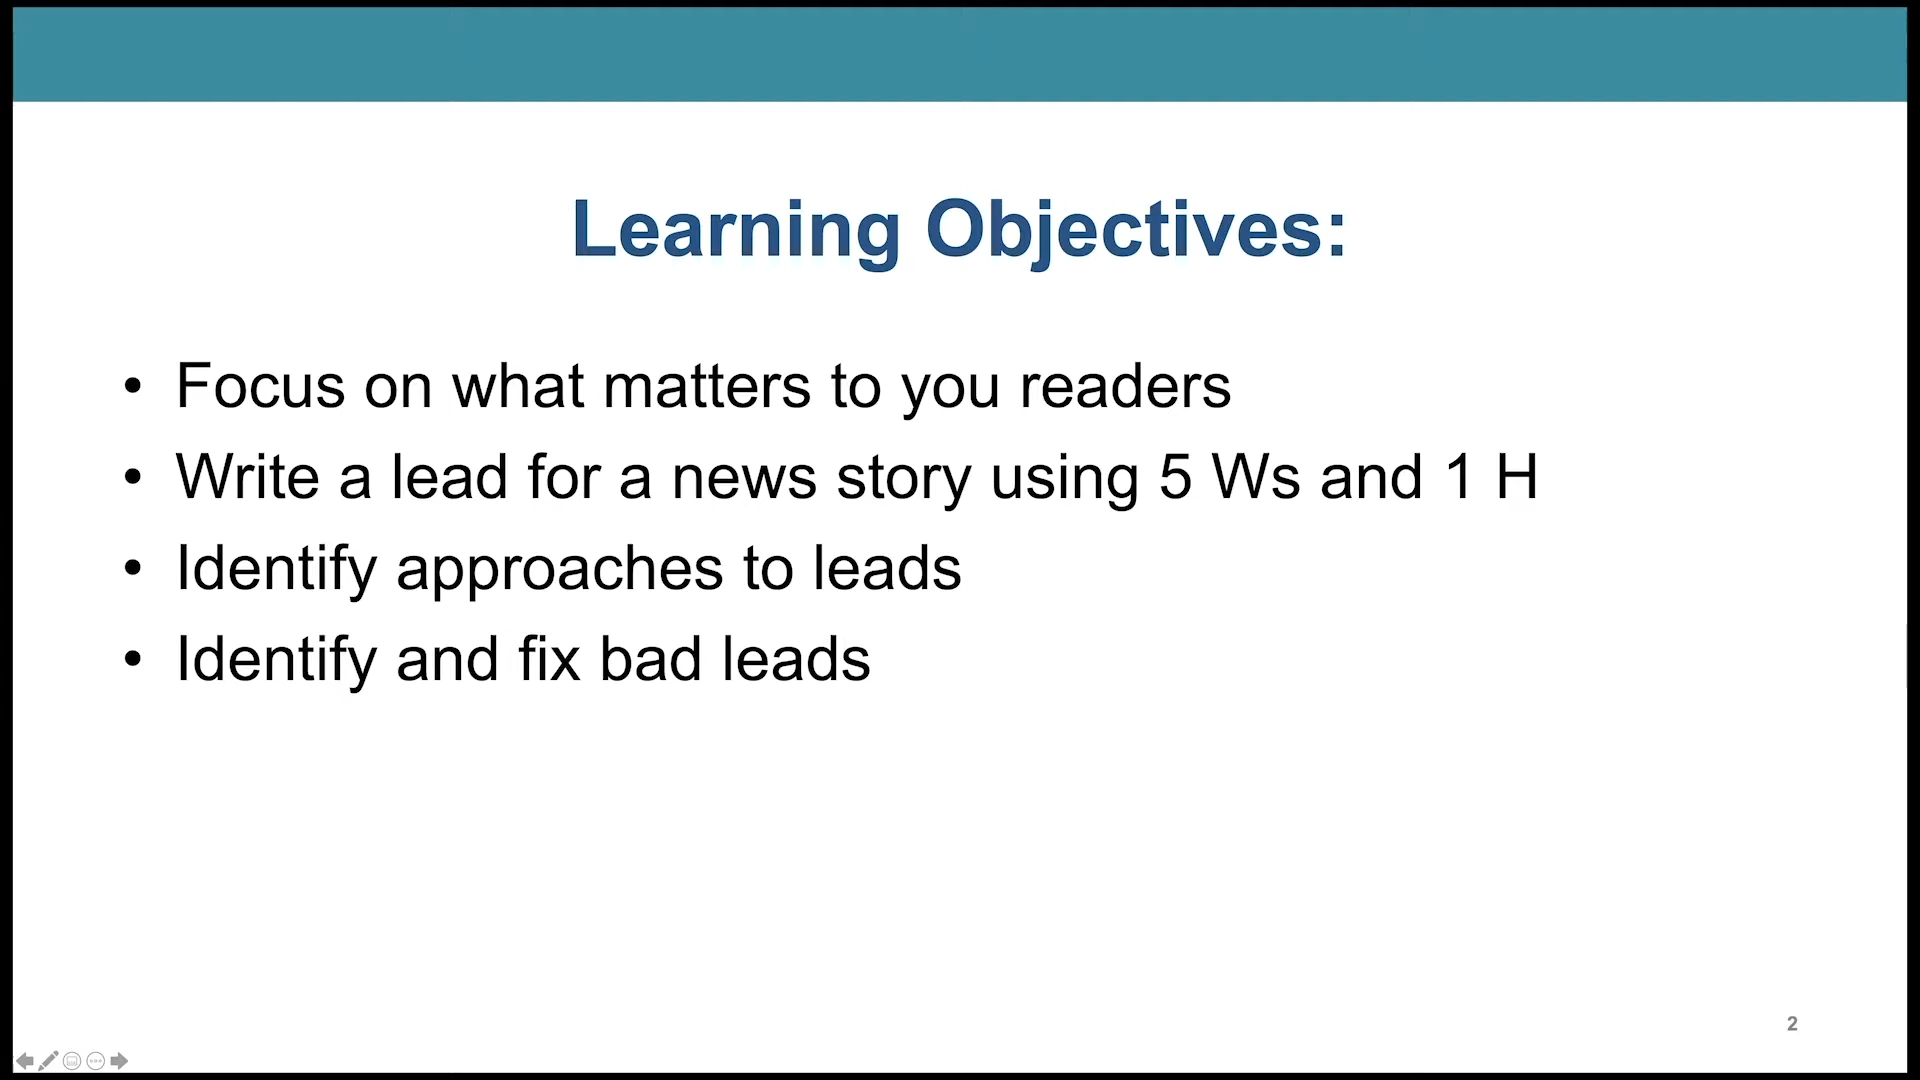 Learning Objectives:
• Focus on what matters to you readers
• Write a lead for a news story using 5 Ws and 1 H
• Identify approaches to leads
• Identify and fix bad leads
2